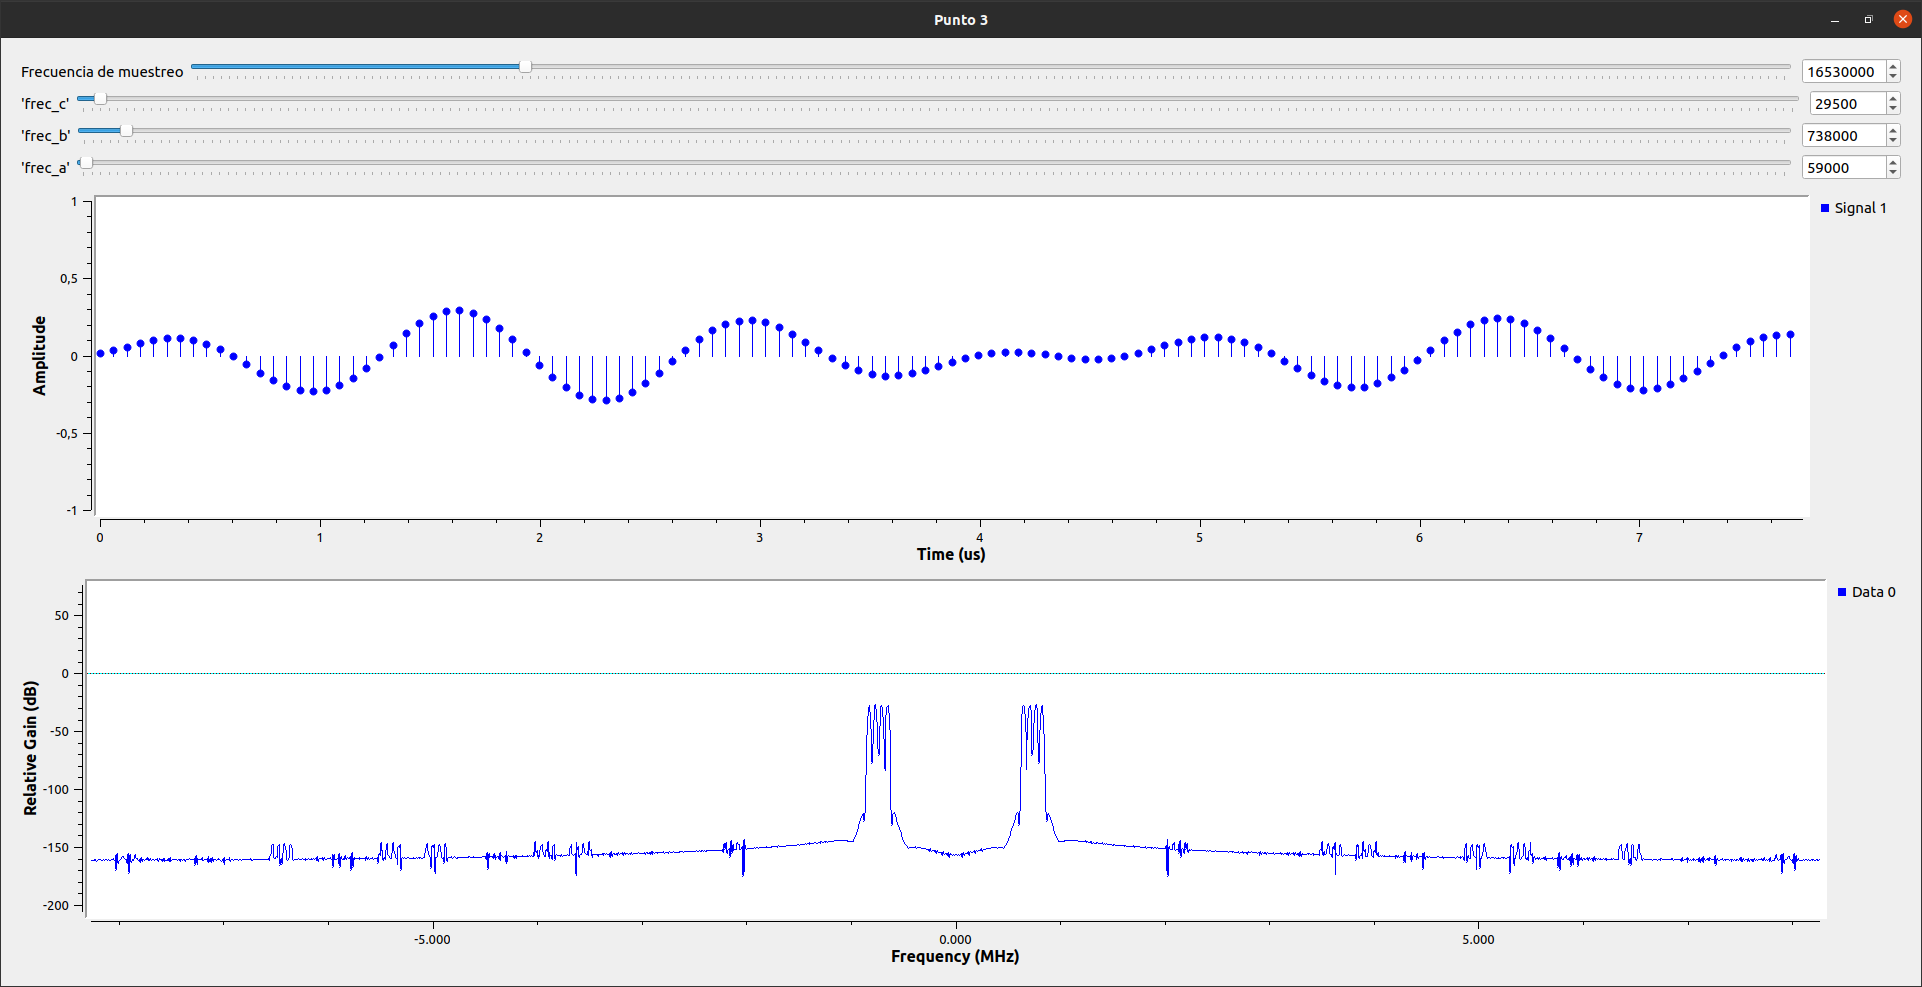 Punto 3
Frecuencia de muestreo 16530000
'frec_c' 29500
'frec_b' 738000
'frec_a' 59000
Signal 1
Amplitude
1
0,5
0
-0,5
-1
0 1 2 3 4 5 6 7
Time (us)
Data 0
Relative Gain (dB)
50
0
-50
-100
-150
-200
-5.000 0.000 5.000
Frequency (MHz)